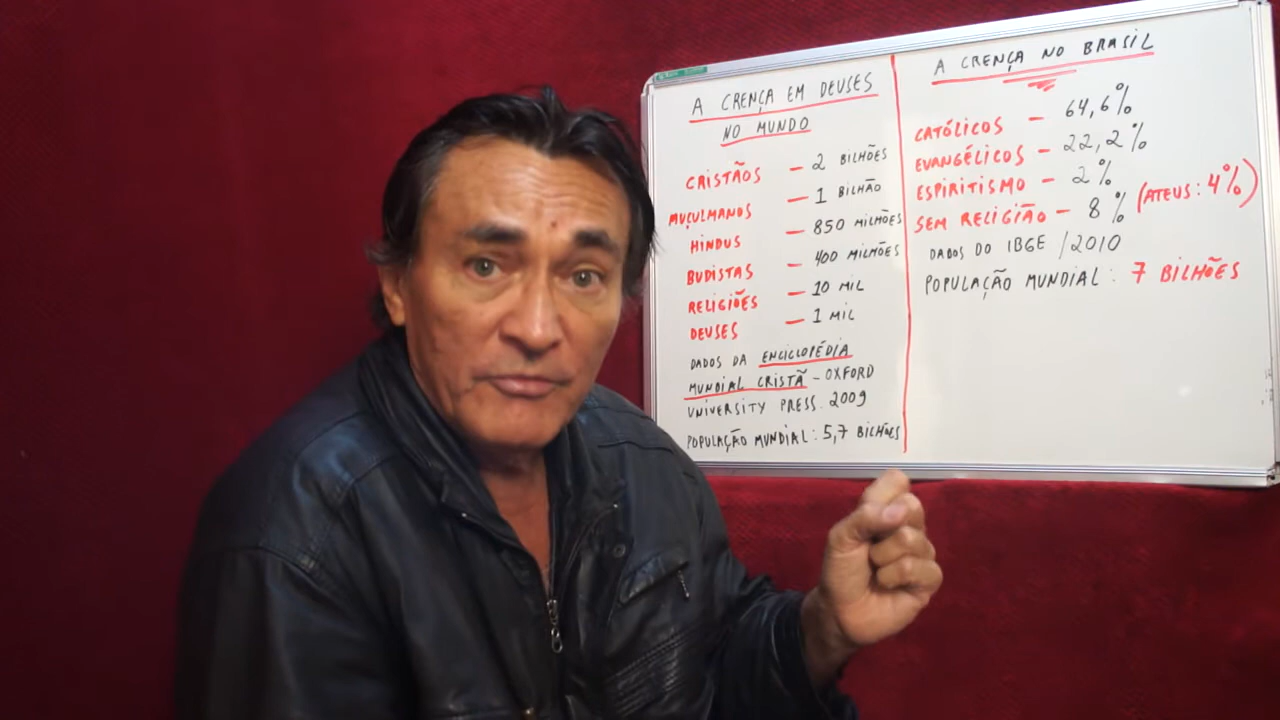 A CRENÇA EM DEUSES
NO MUNDO
CRISTÃOS – 2 BILHÕES
MUÇULMANOS – 1 BILHÃO
HINDUS – 850 MILHÕES
BUDISTAS – 400 MILHÕES
RELIGIÕES – 10 MIL
DEUSES – 1 MIL
DADOS DA ENCICLOPÉDIA
MUNDIAL CRISTÃ – OXFORD
UNIVERSITY PRESS. 2009
POPULAÇÃO MUNDIAL: 5,7 BILHÕES
A CRENÇA NO BRASIL
CATÓLICOS – 64,6%
EVANGÉLICOS – 22,2%
ESPIRITISMO – 2%
SEM RELIGIÃO – 8% (ATEUS: 4%)
DADOS DO IBGE / 2010
POPULAÇÃO MUNDIAL: 7 BILHÕES